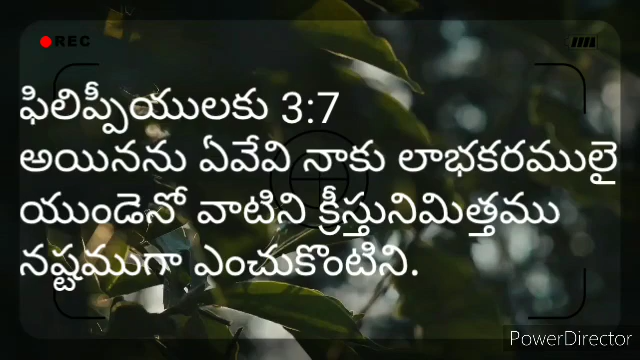 REC
ఫిలిప్పీయులకు 3:7
అయినను ఏవేవి నాకు లాభకరములై
యుండెనో వాటిని క్రీస్తునిమిత్తము
నష్టముగా ఎంచుకొంటిని.
PowerDirector